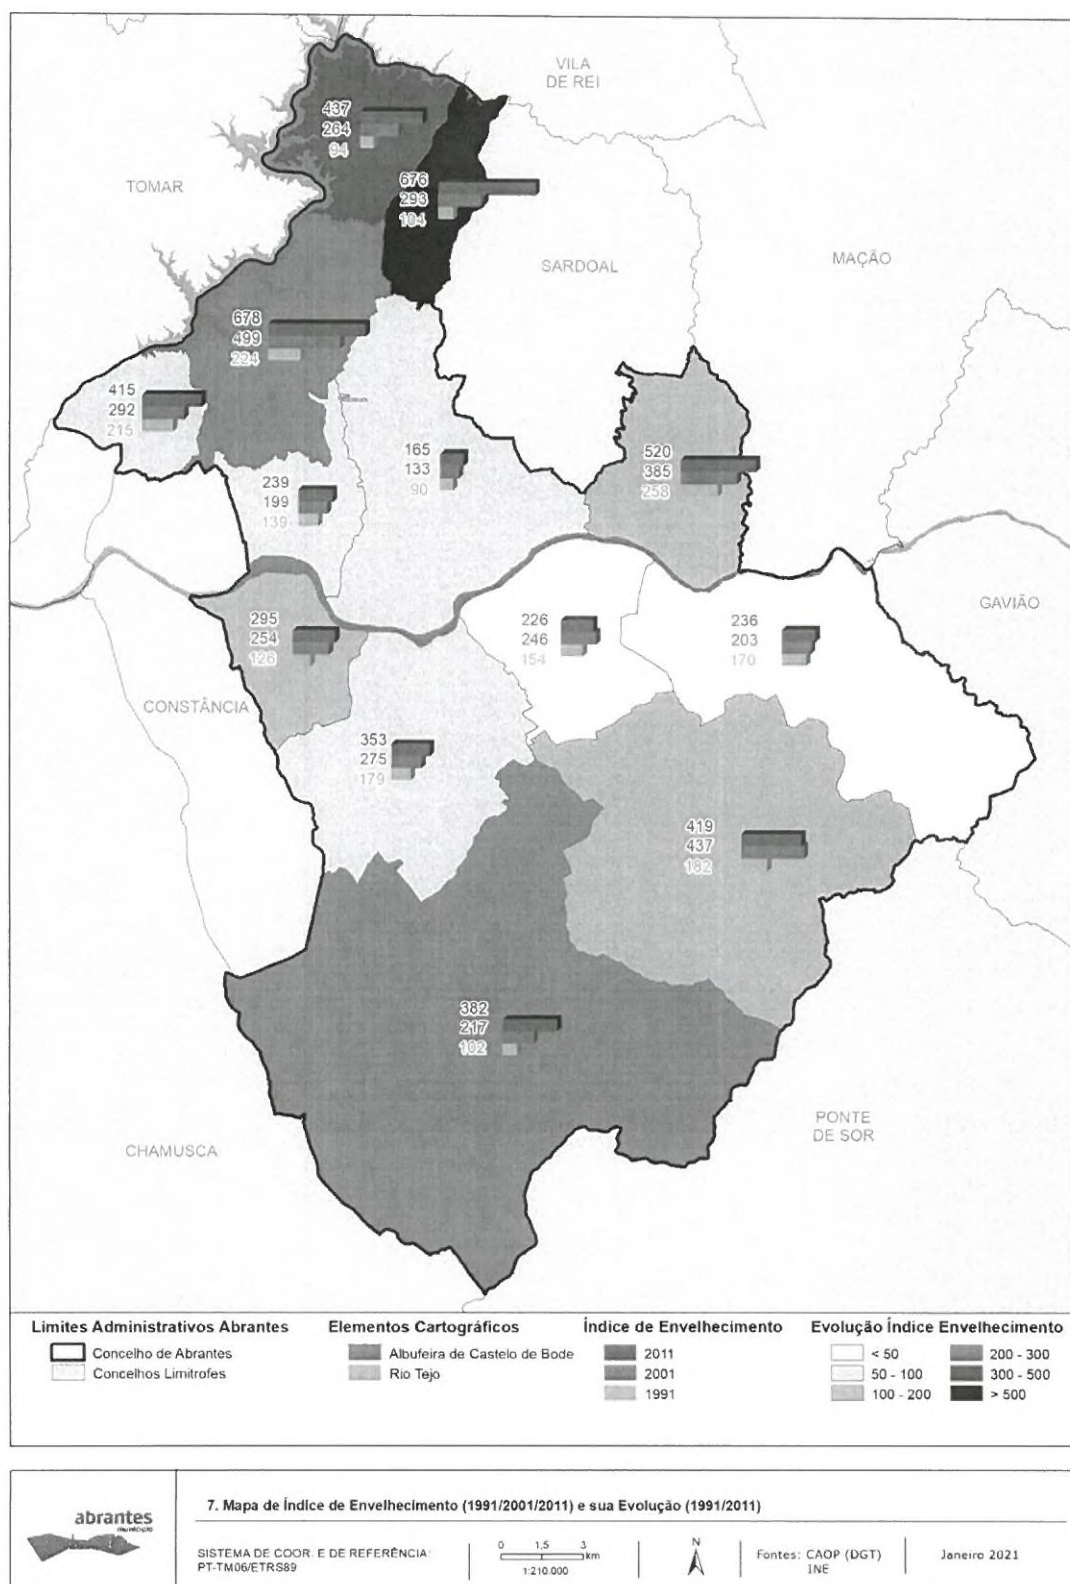 VILA
DE REI
437
264
94
TOMAR
676
293
104
SARDOAL
MAÇÃO
678
499
224
415
292
215
165
133
90
520
385
258
239
199
139
GAVIÃO
295
254
126
226
246
154
236
203
170
CONSTÂNCIA
353
275
179
419
437
182
382
217
102
PONTE
DE SOR
CHAMUSCA
Limites Administrativos Abrantes
Concelho de Abrantes
Concelhos Limitrofes
Elementos Cartográficos
Albufeira de Castelo de Bode
Rio Tejo
Índice de Envelhecimento
2011
2001
1991
Evolução Índice Envelhecimento
< 50
50 - 100
100 - 200
200 - 300
300 - 500
> 500
abrantes
município
7. Mapa de Índice de Envelhecimento (1991/2001/2011) e sua Evolução (1991/2011)
SISTEMA DE COOR. E DE REFERÊNCIA:
PT-TM06/ETRS89
0 1,5 3
km
1:210.000
N
Fontes: CAOP (DGT)
INE
Janeiro 2021